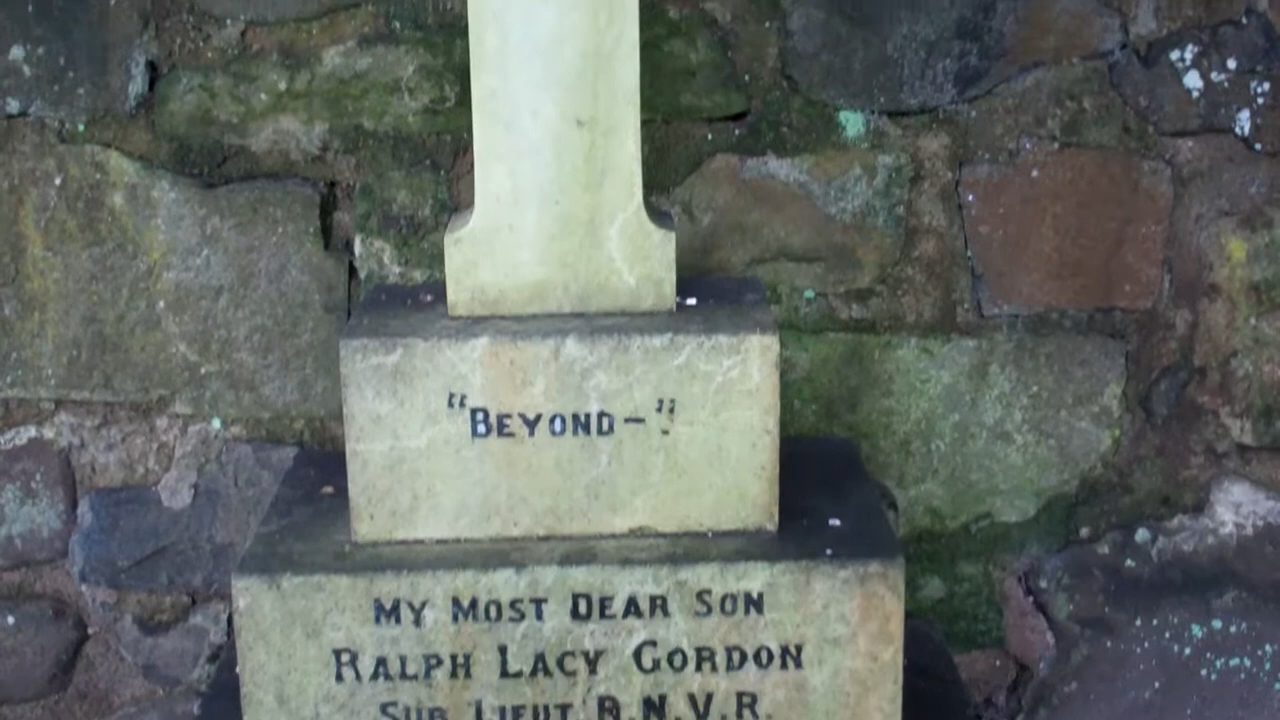 "BEYOND-"
MY MOST DEAR SON
RALPH LACY GORDON
SUB LIEUT R.N.V.R.